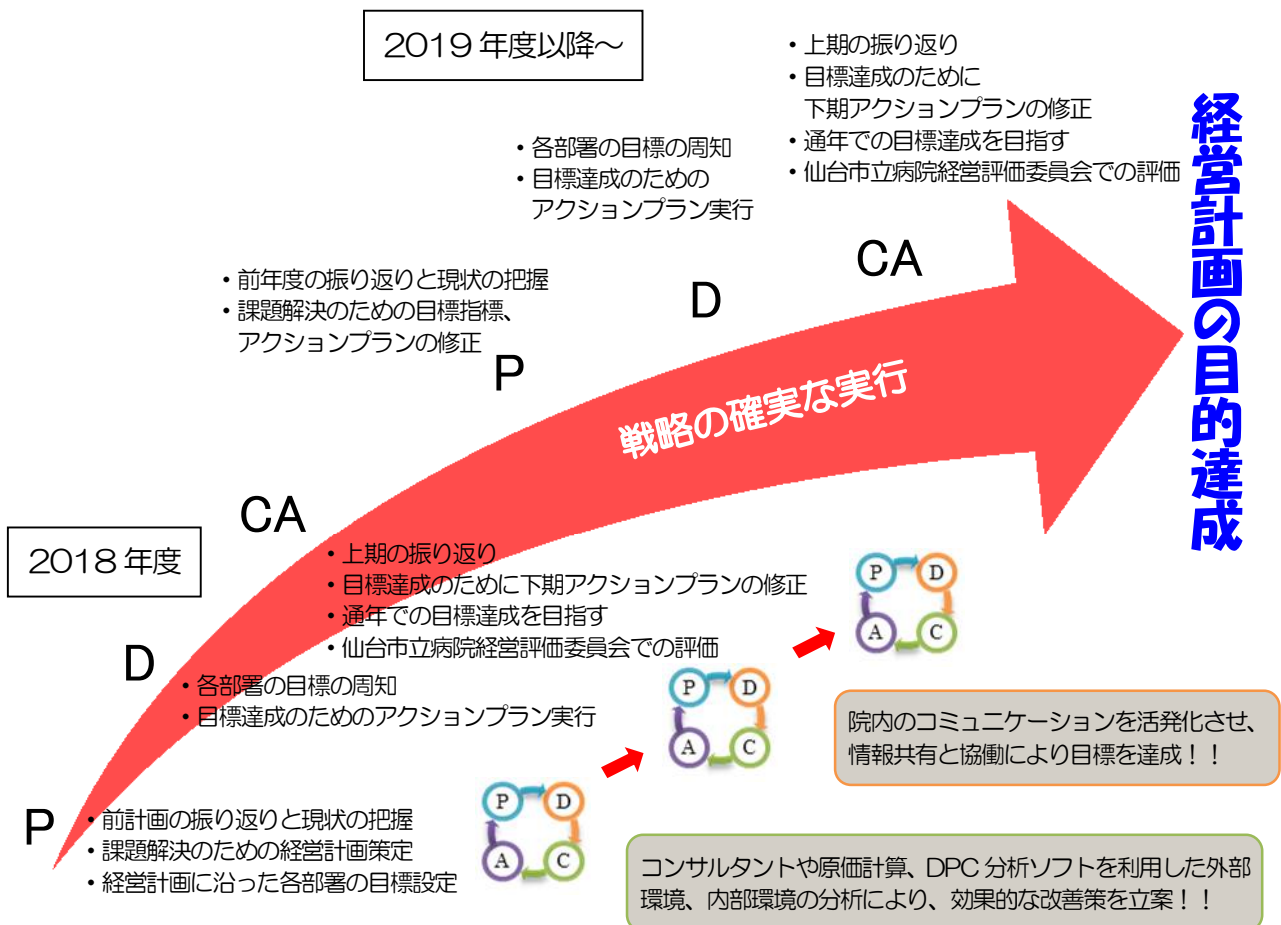 2019年度以降～
・上期の振り返り
・目標達成のために
下期アクションプランの修正
・通年での目標達成を目指す
・仙台市立病院経営評価委員会での評価
・各部署の目標の周知
・目標達成のための
アクションプラン実行
・前年度の振り返りと現状の把握
・課題解決のための目標指標、
アクションプランの修正
CA
D
P
戦略の確実な実行
経営計画の目的達成
2018年度
CA
・上期の振り返り
・目標達成のために下期アクションプランの修正
・通年での目標達成を目指す
・仙台市立病院経営評価委員会での評価
D
・各部署の目標の周知
・目標達成のためのアクションプラン実行
P
・前計画の振り返りと現状の把握
・課題解決のための経営計画策定
・経営計画に沿った各部署の目標設定
P D
A C
P D
A C
P D
A C
院内のコミュニケーションを活発化させ、
情報共有と協働により目標を達成！！
コンサルタントや原価計算、DPC分析ソフトを利用した外部
環境、内部環境の分析により、効果的な改善策を立案！！